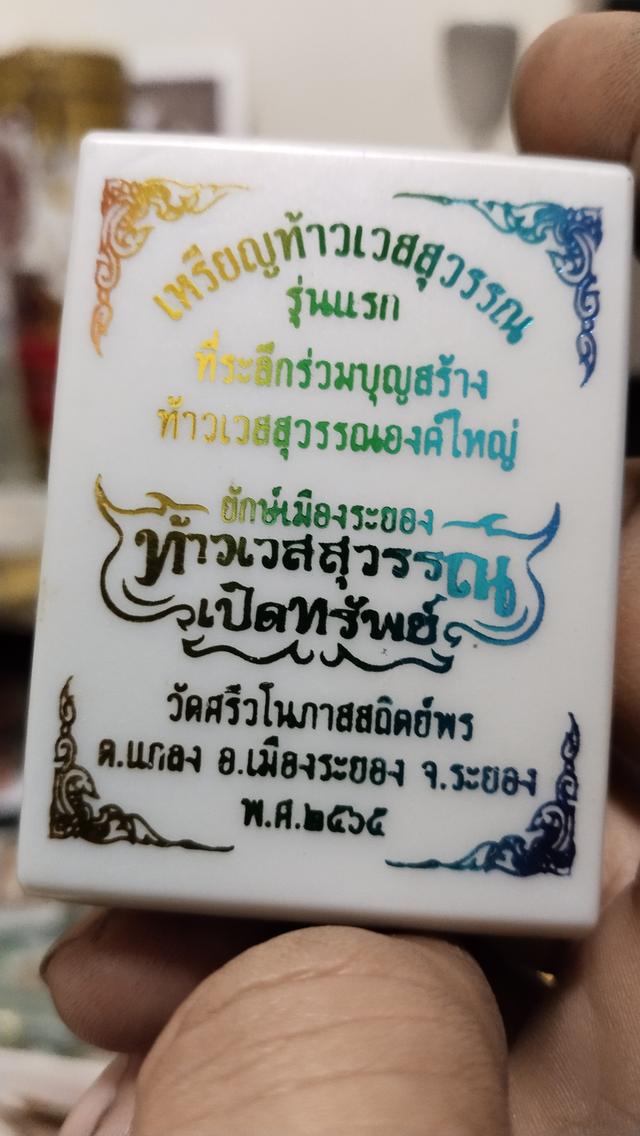 เหรียญท้าวเวสสุวรรณ
รุ่นแรก
ที่ระลึกร่วมบุญสร้าง
ท้าวเวสสุวรรณองค์ใหญ่
ยักษ์เมืองระยอง
ท้าวเวสสุวรรณ
เปิดทรัพย์
วัดศรีวโนภาสสถิตย์พร
ต.แกลง อ.เมืองระยอง จ.ระยอง
พ.ศ.๒๕๖๕